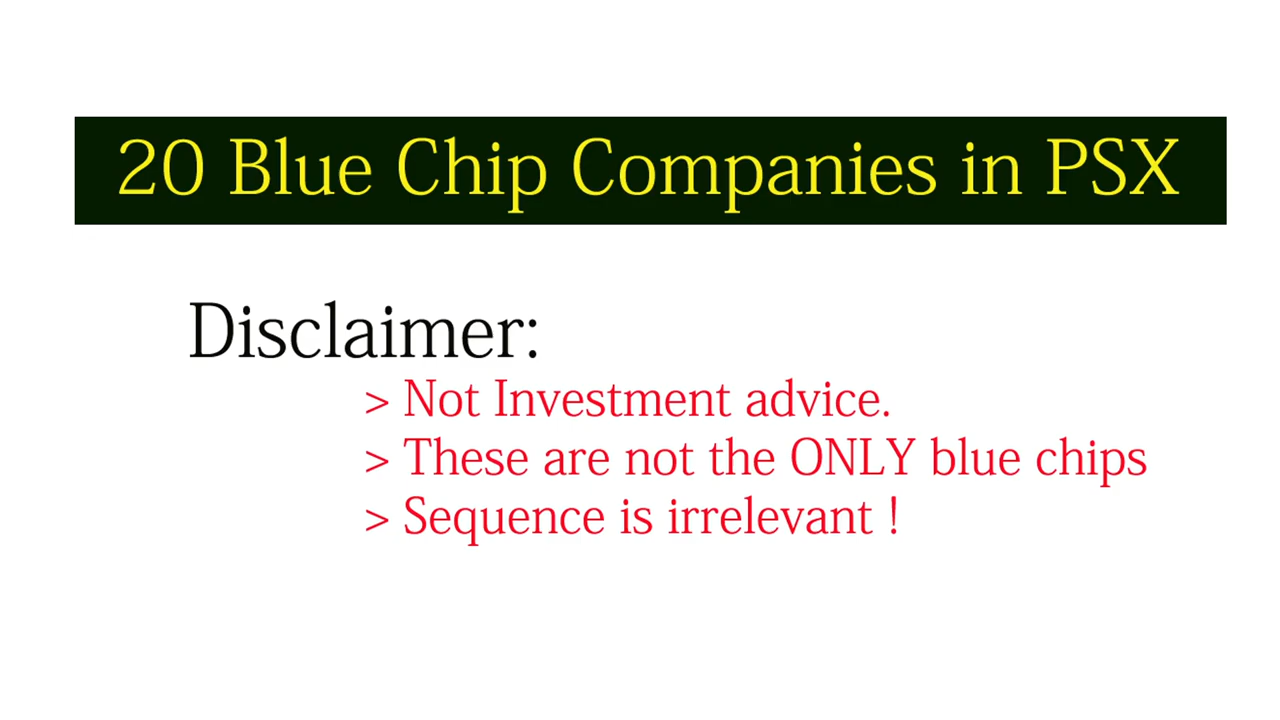 20 Blue Chip Companies in PSX
Disclaimer:
> Not Investment advice.
> These are not the ONLY blue chips
> Sequence is irrelevant !